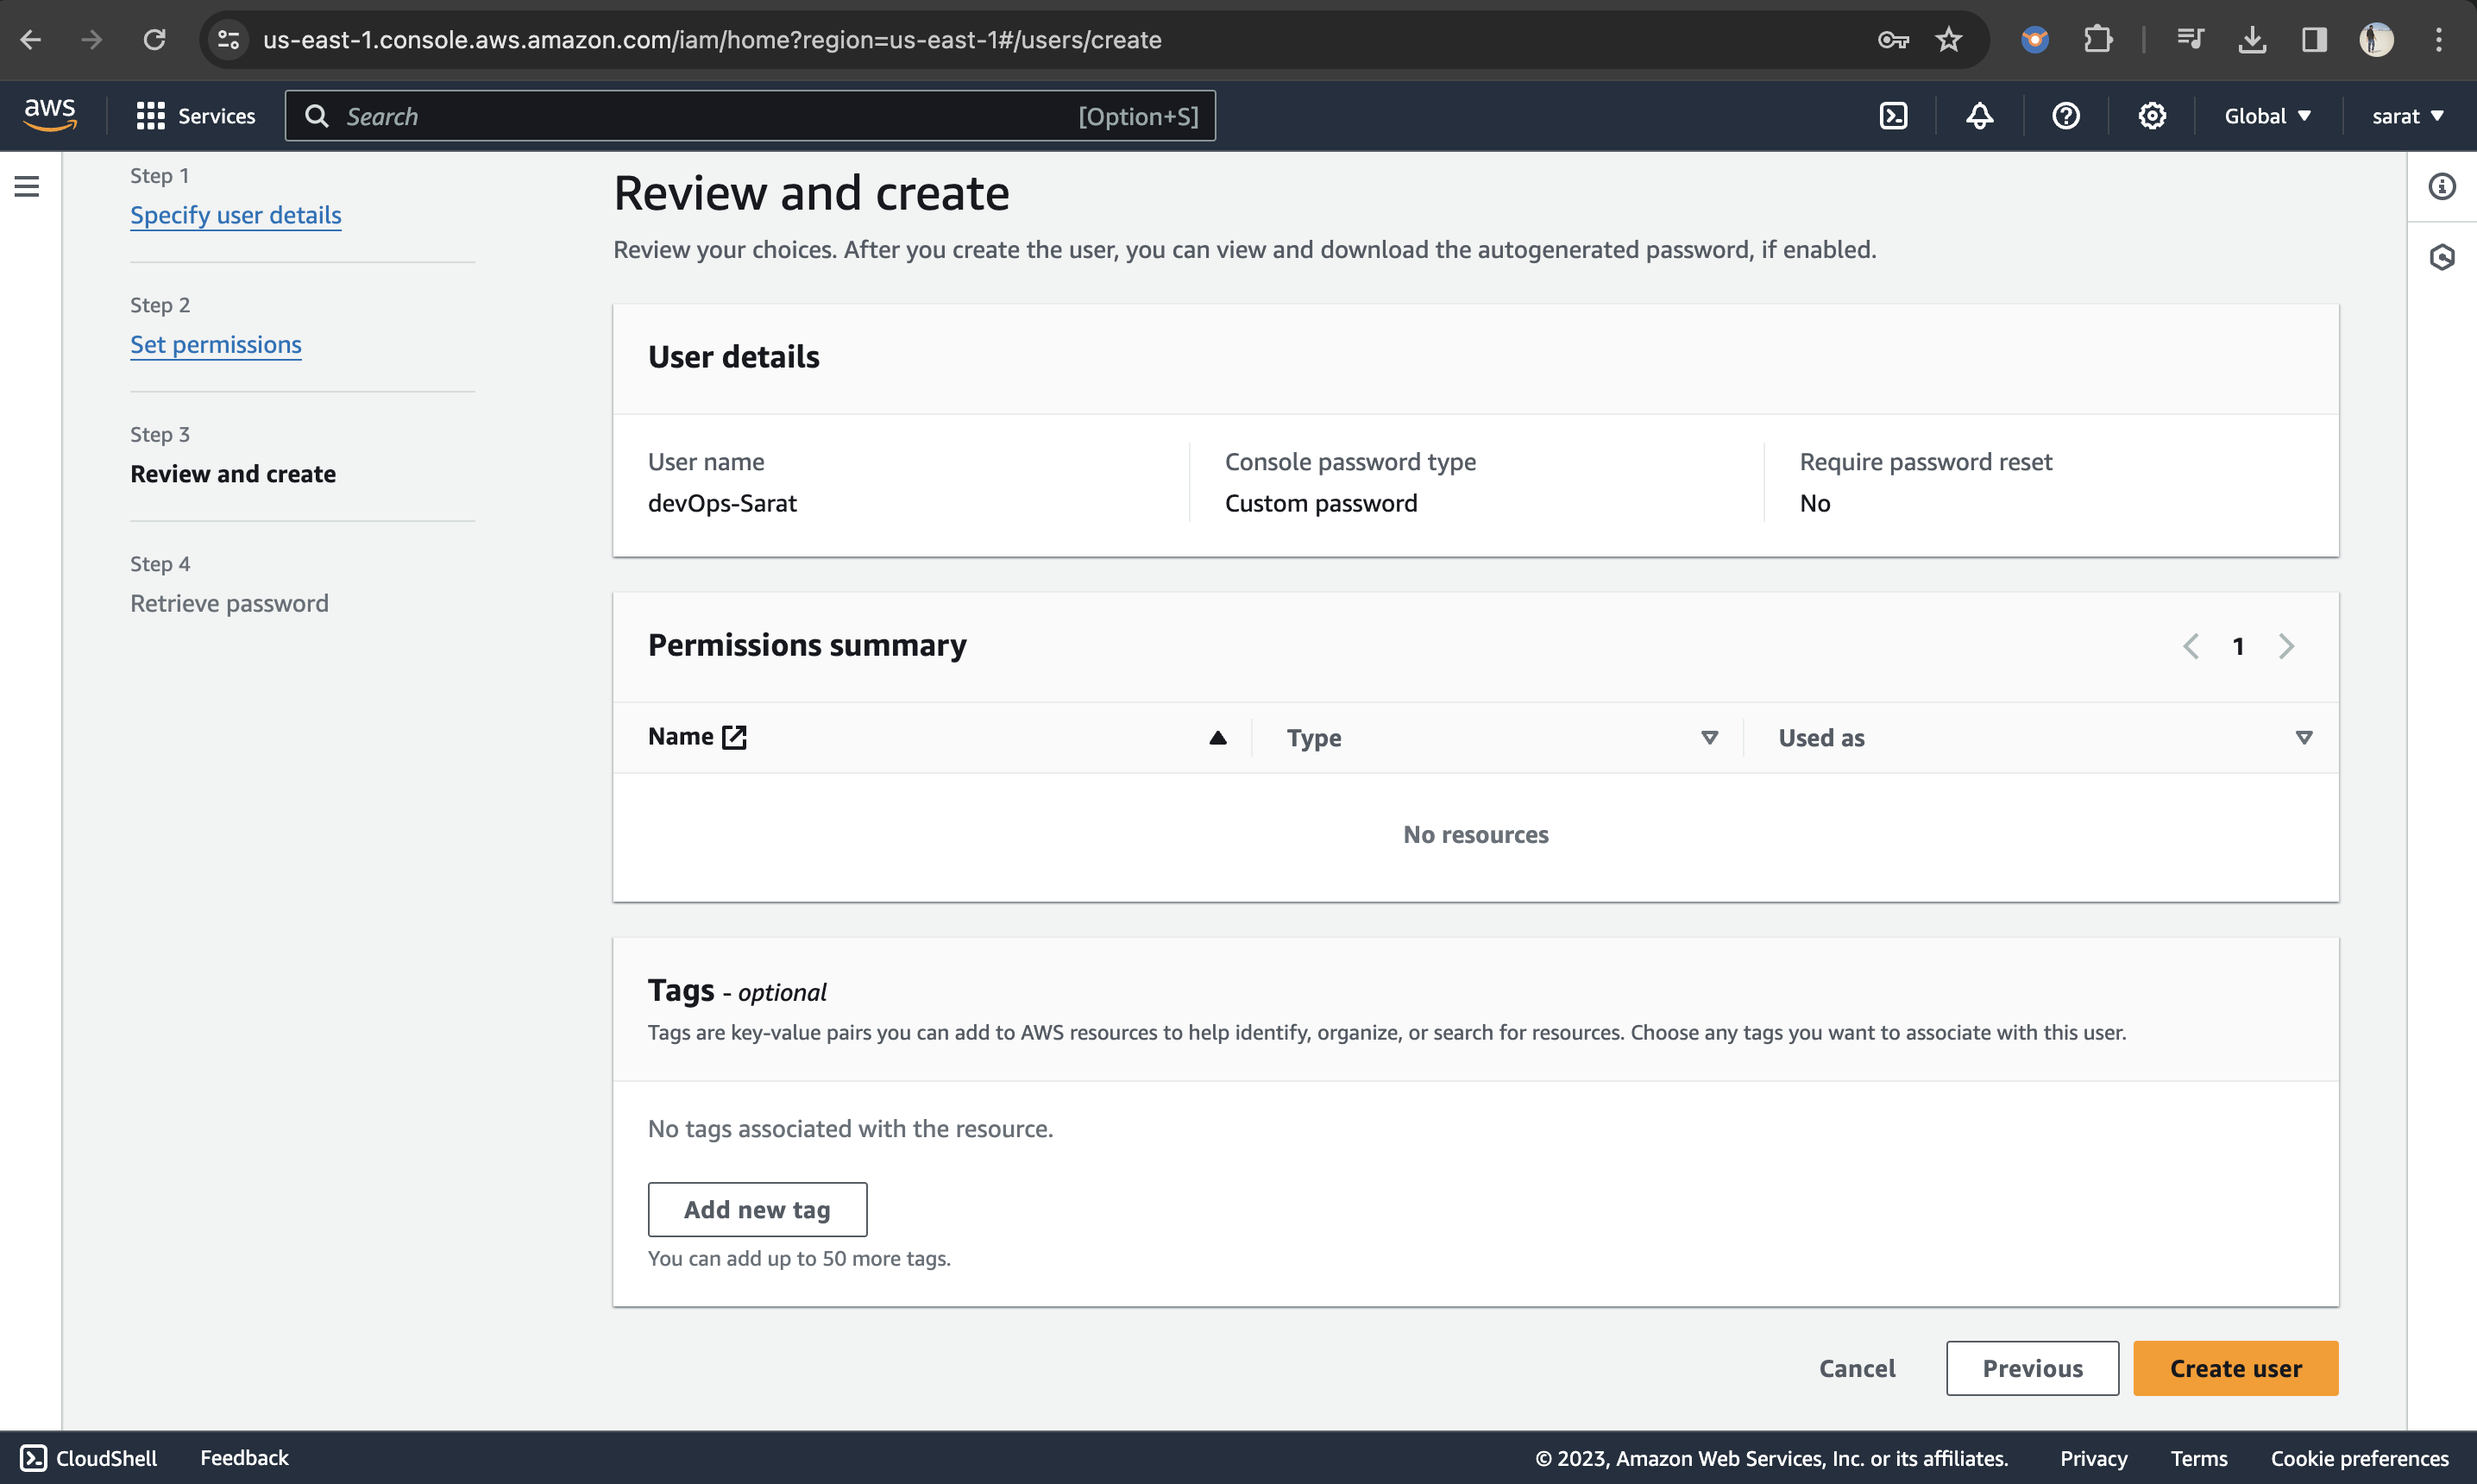 us-east-1.console.aws.amazon.com/iam/home?region=us-east-1#/users/create
aws
Services
Search
[Option+S]
Global
sarat
Step 1
Specify user details
Step 2
Set permissions
Step 3
Review and create
Step 4
Retrieve password
Review and create
Review your choices. After you create the user, you can view and download the autogenerated password, if enabled.
User details
User name
devOps-Sarat
Console password type
Custom password
Require password reset
No
Permissions summary
1
Name
Type
Used as
No resources
Tags - optional
Tags are key-value pairs you can add to AWS resources to help identify, organize, or search for resources. Choose any tags you want to associate with this user.
No tags associated with the resource.
Add new tag
You can add up to 50 more tags.
Cancel
Previous
Create user
CloudShell
Feedback
© 2023, Amazon Web Services, Inc. or its affiliates.
Privacy
Terms
Cookie preferences